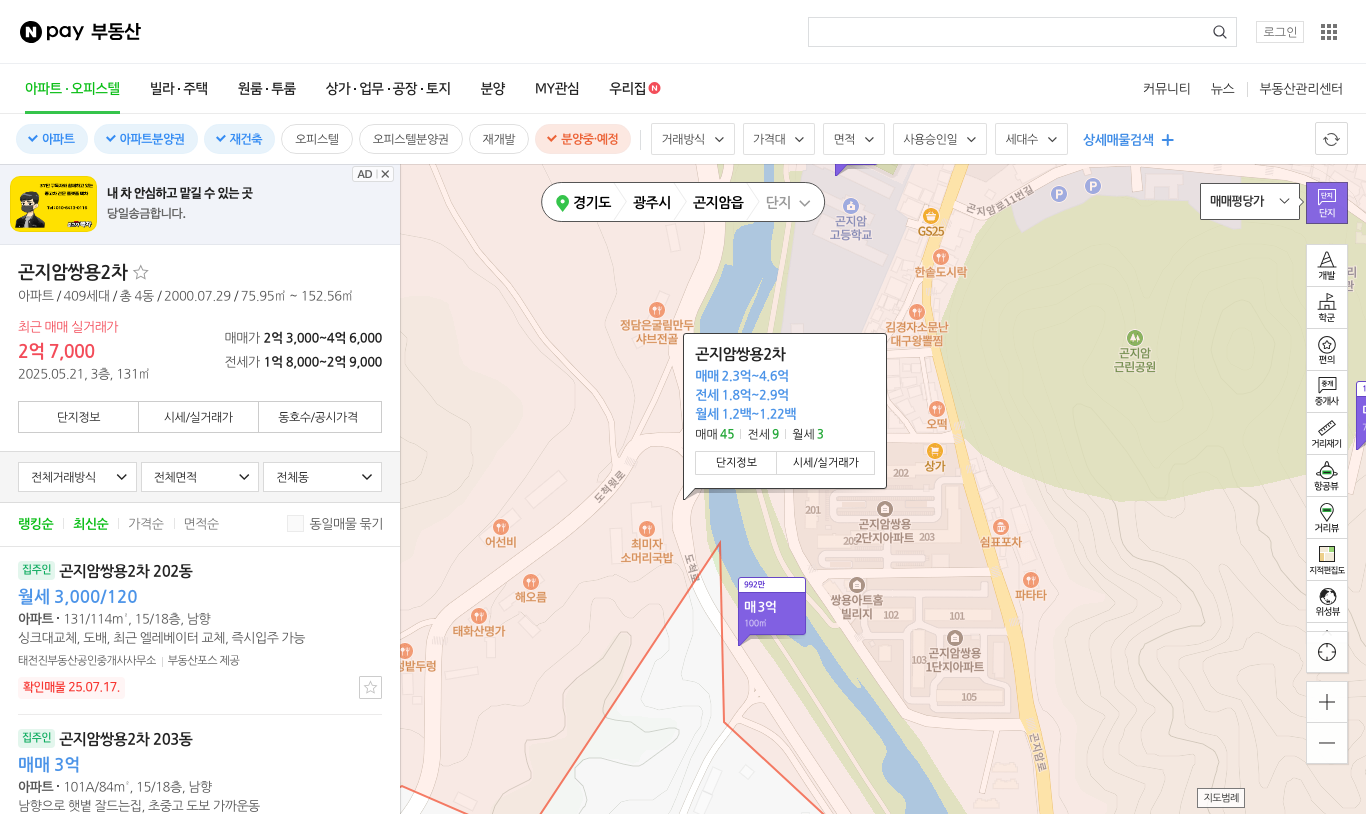 N pay 부동산
로그인
아파트·오피스텔 빌라·주택 원룸·투룸 상가·업무·공장·토지 분양 MY관심 우리집 N
커뮤니티 뉴스 부동산관리센터
아파트 아파트분양권 재건축 오피스텔 오피스텔분양권 재개발 분양중·예정 거래방식 가격대 면적 사용승인일 세대수 상세매물검색
AD
내 차 안심하고 맡길 수 있는 곳
당일송금합니다.
곤지암쌍용2차
아파트 / 409세대 / 총 4동 / 2000.07.29 / 75.95㎡ ~ 152.56㎡
최근 매매 실거래가
2억 7,000
2025.05.21, 3층, 131㎡
매매가 2억 3,000~4억 6,000
전세가 1억 8,000~2억 9,000
단지정보 시세/실거래가 동호수/공시가격
전체거래방식 전체면적 전체동
랭킹순 최신순 가격순 면적순 동일매물 묶기
집주인 곤지암쌍용2차 202동
월세 3,000/120
아파트 · 131/114㎡, 15/18층, 남향
싱크대교체, 도배, 최근 엘레베이터 교체, 즉시입주 가능
태전진부동산공인중개사사무소 부동산포스 제공
확인매물 25.07.17.
집주인 곤지암쌍용2차 203동
매매 3억
아파트 · 101A/84㎡, 15/18층, 남향
남향으로 햇볕 잘드는집, 초중고 도보 가까운동
경기도 광주시 곤지암읍 단지
곤지암
고등학교
GS25
곤지암로11번길
P
P
한솥도시락
정담은굴림만두
샤브전골
김경자소문난
대구왕뽈찜
곤지암
근린공원
곤지암쌍용2차
매매 2.3억~4.6억
전세 1.8억~2.9억
월세 1.2백~1.22백
매매 45 전세 9 월세 3
단지정보 시세/실거래가
오떡
상가
202
도척윗로
201
곤지암쌍용
2단지아파트
203
어선비
최미자
소머리국밥
쉼표포차
도척로
해오름
992만
매 3억
100㎡
쌍용아트홈
빌리지
102
101
파타타
태화산명가
곤지암쌍용
1단지아파트
103
105
곤지암로
매매평당가
단지
단지
개발
학군
편의
중개
중개사
거리재기
항공뷰
거리뷰
지적편집도
위성뷰
지도범례